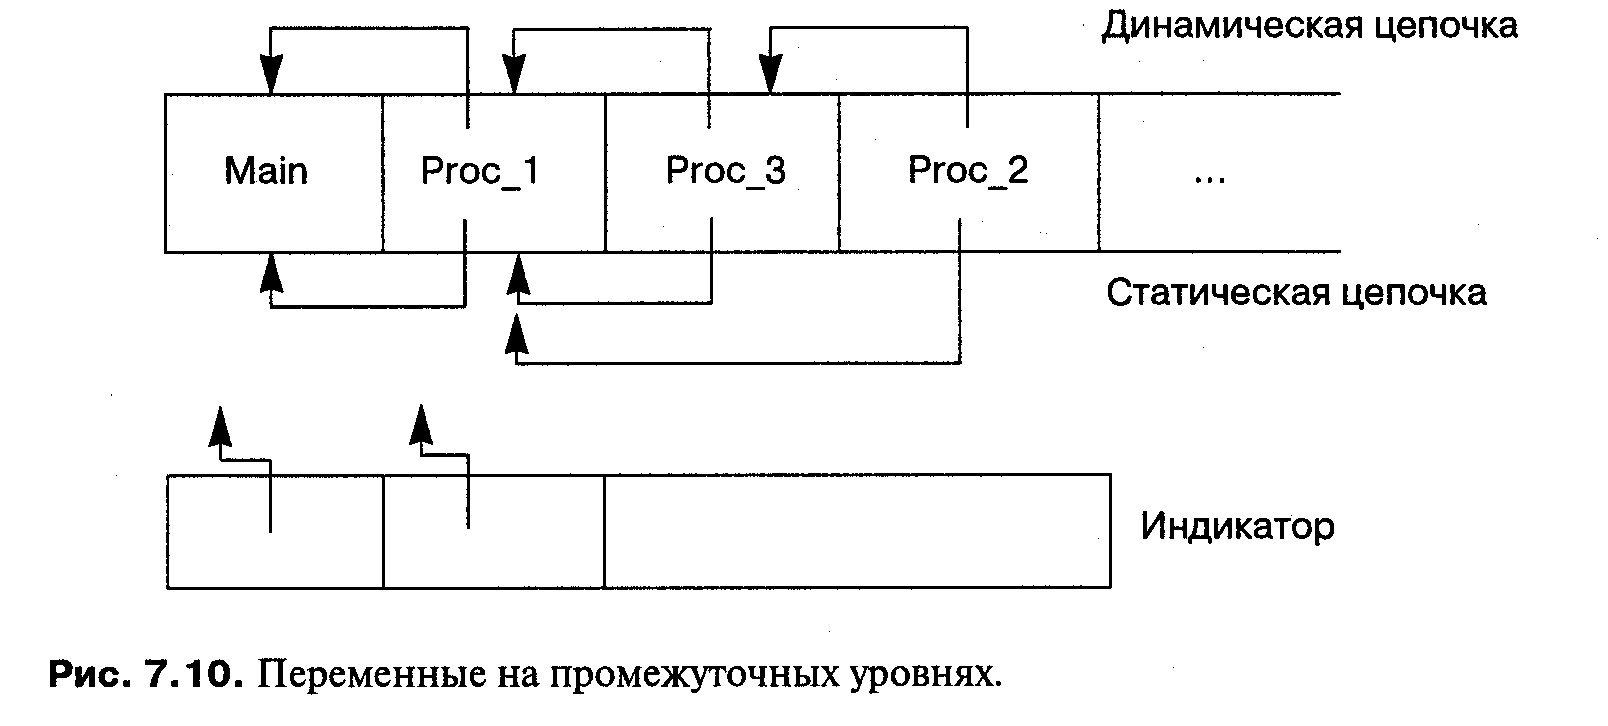 Динамическая цепочка
Main Proc_1 Proc_3 Proc_2 ...
Статическая цепочка
Индикатор
Рис. 7.10. Переменные на промежуточных уровнях.